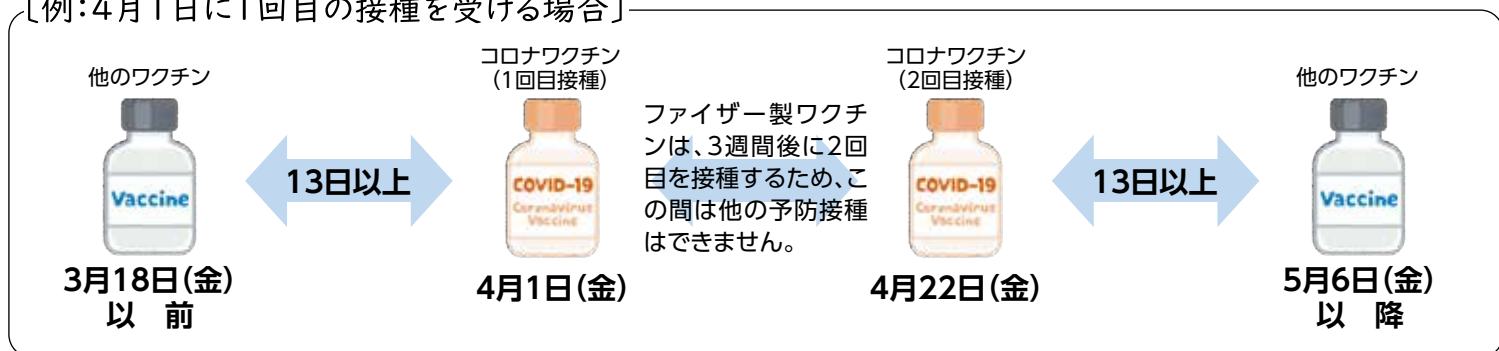 ［例：4月1日に1回目の接種を受ける場合］
他のワクチン
Vaccine
3月18日（金）
以 前
13日以上
コロナワクチン
（1回目接種）
COVID-19
Coronavirus
Vaccine
4月1日（金）
ファイザー製ワクチ
ンは、3週間後に2回
目を接種するため、こ
の間は他の予防接種
はできません。
コロナワクチン
（2回目接種）
COVID-19
Coronavirus
Vaccine
4月22日（金）
13日以上
他のワクチン
Vaccine
5月6日（金）
以 降